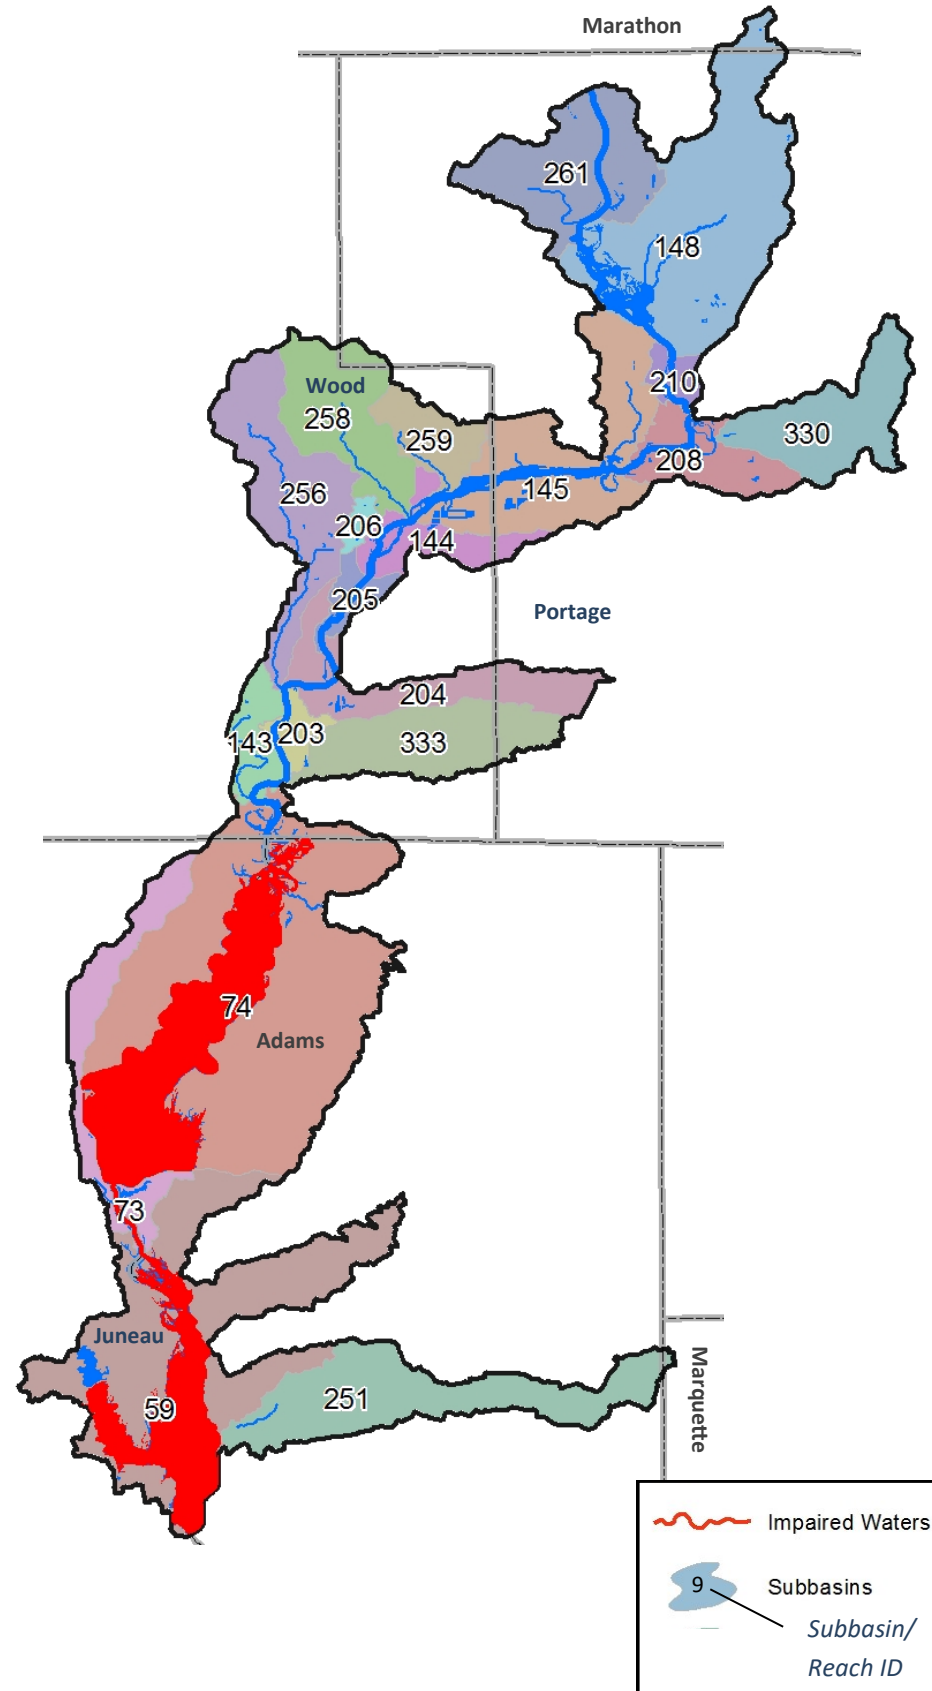 Marathon
261
148
210
Wood
258
259
330
208
145
256
206
144
205
Portage
204
143
203
333
74
Adams
73
Juneau
Marquette
251
59
Impaired Waters
9
Subbasins
Subbasin/
Reach ID